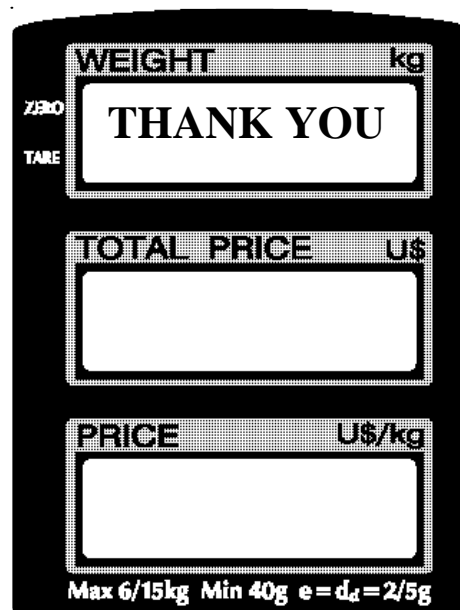 WEIGHT kg
ZERO
THANK YOU
TARE
TOTAL PRICE U$
PRICE U$/kg
Max 6/15kg Min 40g e=dd=2/5g